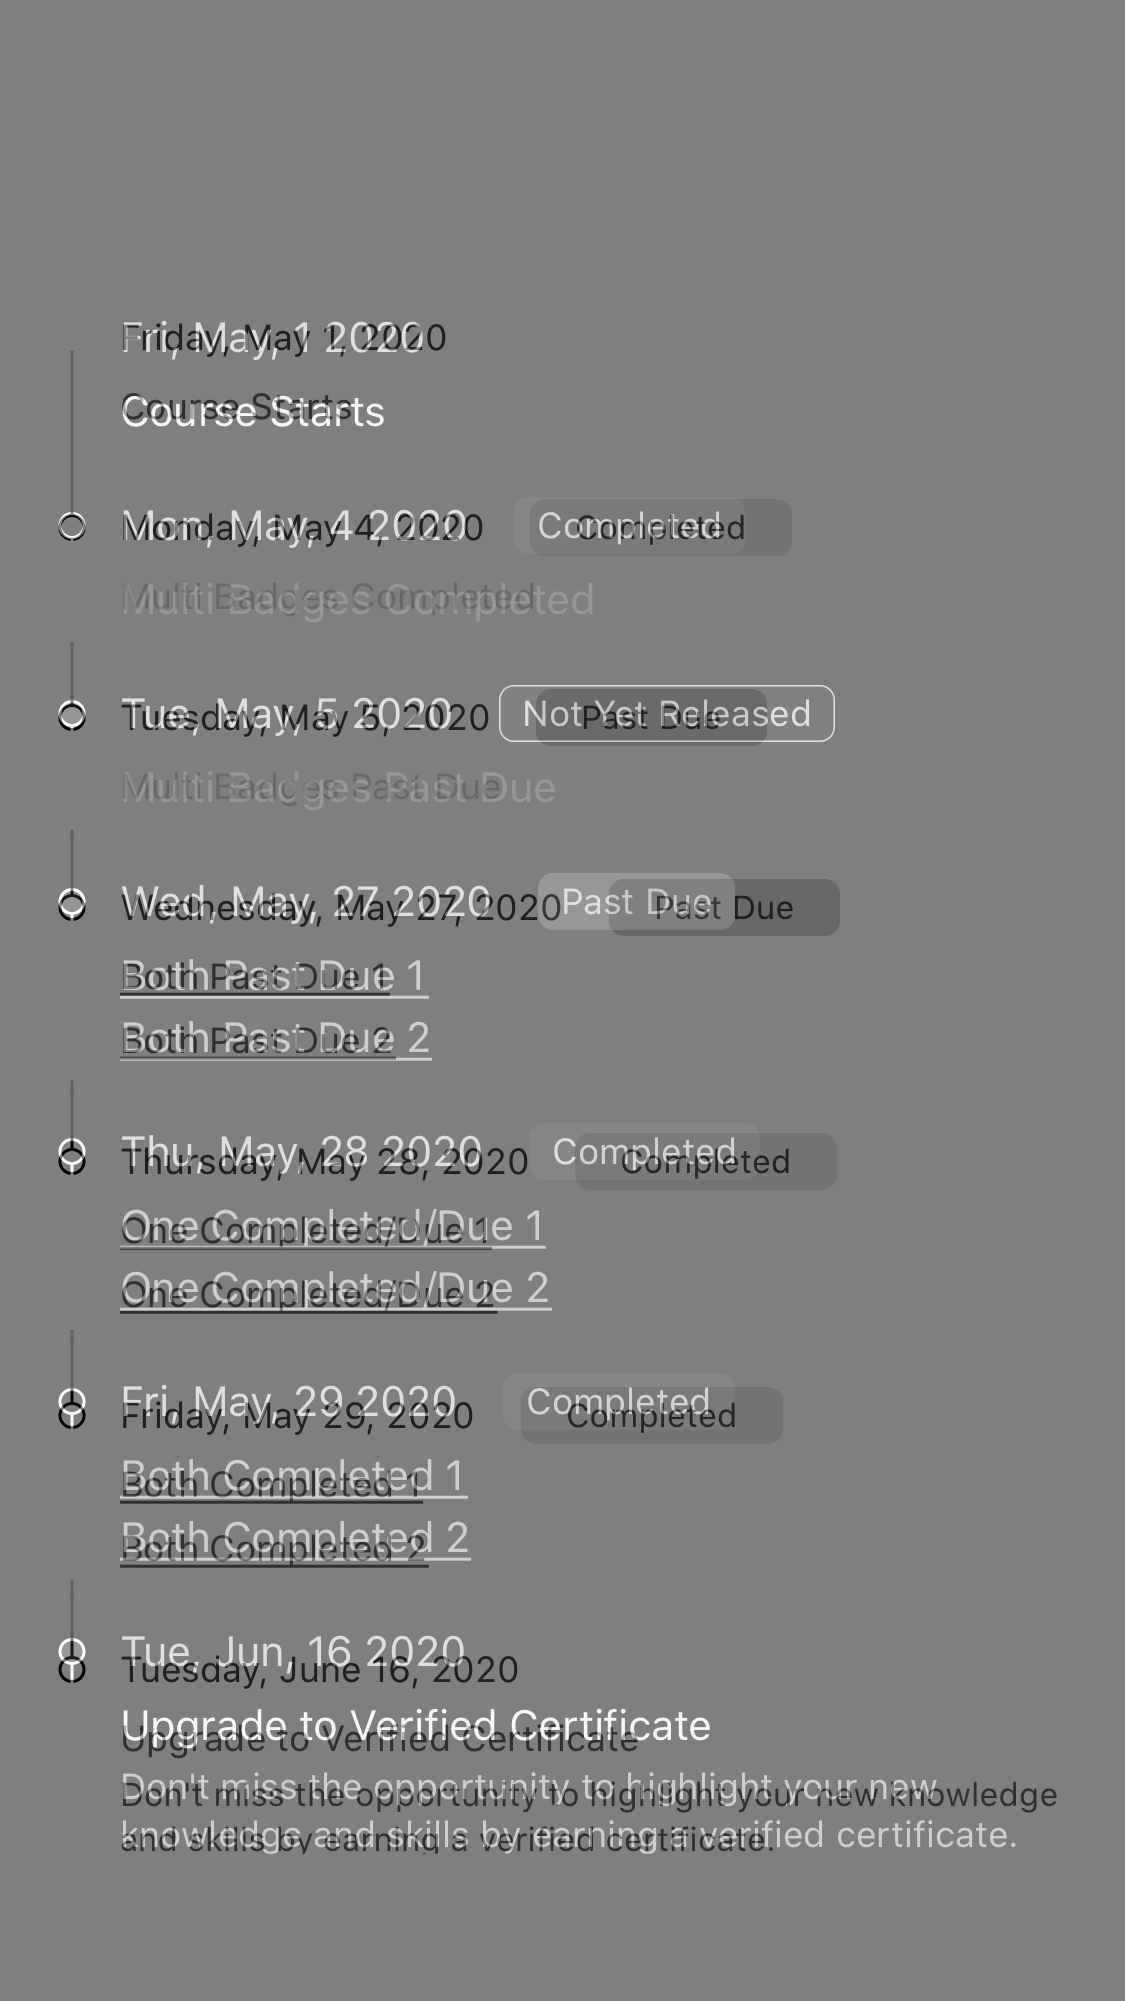 Fri, May, 1 2020
Friday, May 1, 2020
Course Starts
Course Starts
Mon, May, 4 2020 Completed
Monday, May 4, 2020 Completed
Multi Badges Completed
Multi Badges Completed
Tue, May, 5 2020 Not Yet Released
Tuesday, May 5, 2020 Past Due
Multi Badges Past Due
Multi Badges Past Due
Wed, May, 27 2020 Past Due
Wednesday, May 27, 2020 Past Due
Both Past Due 1
Both Past Due 1
Both Past Due 2
Both Past Due 2
Thu, May, 28 2020 Completed
Thursday, May 28, 2020 Completed
One Completed/Due 1
One Completed/Due 1
One Completed/Due 2
One Completed/Due 2
Fri, May, 29 2020 Completed
Friday, May 29, 2020 Completed
Both Completed 1
Both Completed 1
Both Completed 2
Both Completed 2
Tue, Jun, 16 2020
Tuesday, June 16, 2020
Upgrade to Verified Certificate
Upgrade to Verified Certificate
Don't miss the opportunity to highlight your new
Don't miss the opportunity to highlight your new knowledge
knowledge and skills by earning a verified certificate.
and skills by earning a verified certificate.